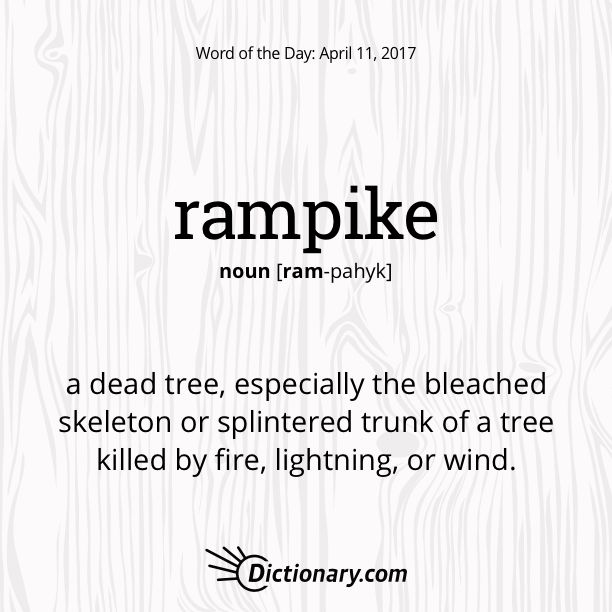 Word of the Day: April 11, 2017
rampike
noun [ram-pahyk]
a dead tree, especially the bleached
skeleton or splintered trunk of a tree
killed by fire, lightning, or wind.
Dictionary.com